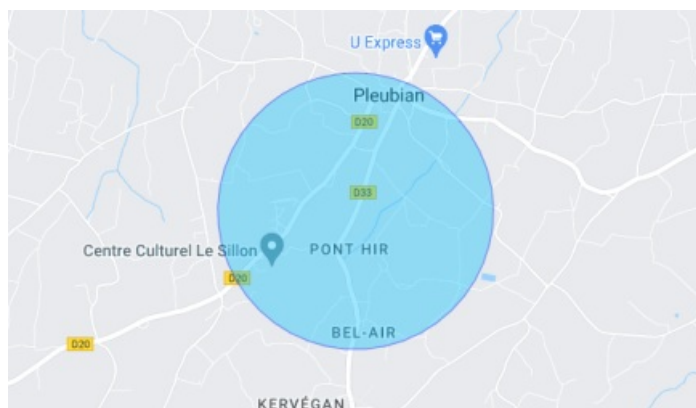 U Express
Pleubian
D20
D33
PONT HIR
Centre Culturel Le Sillon
D20
BEL-AIR
D20
KERVÉGAN